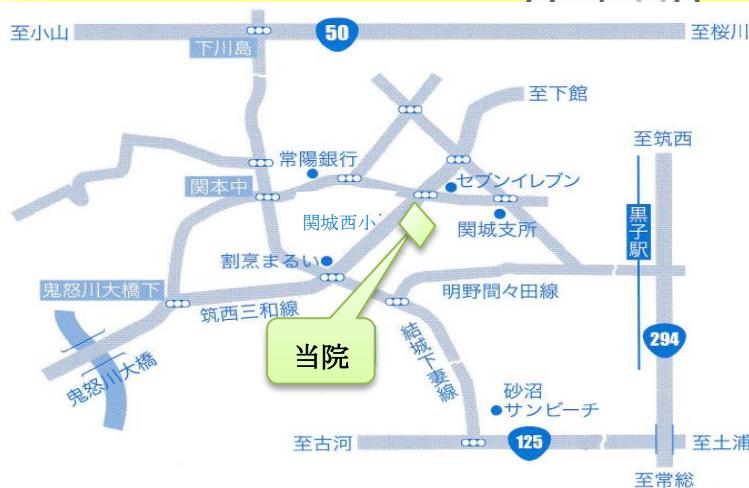 至小山
50
至桜川
下川島
至下館
至筑西
常陽銀行
セブンイレブン
関本中
関城西小
関城支所
黒子駅
割烹まるい
鬼怒川大橋下
筑西三和線
明野間々田線
当院
結城下妻線
294
鬼怒川大橋
砂沼
サンビーチ
至古河
125
至土浦
至常総